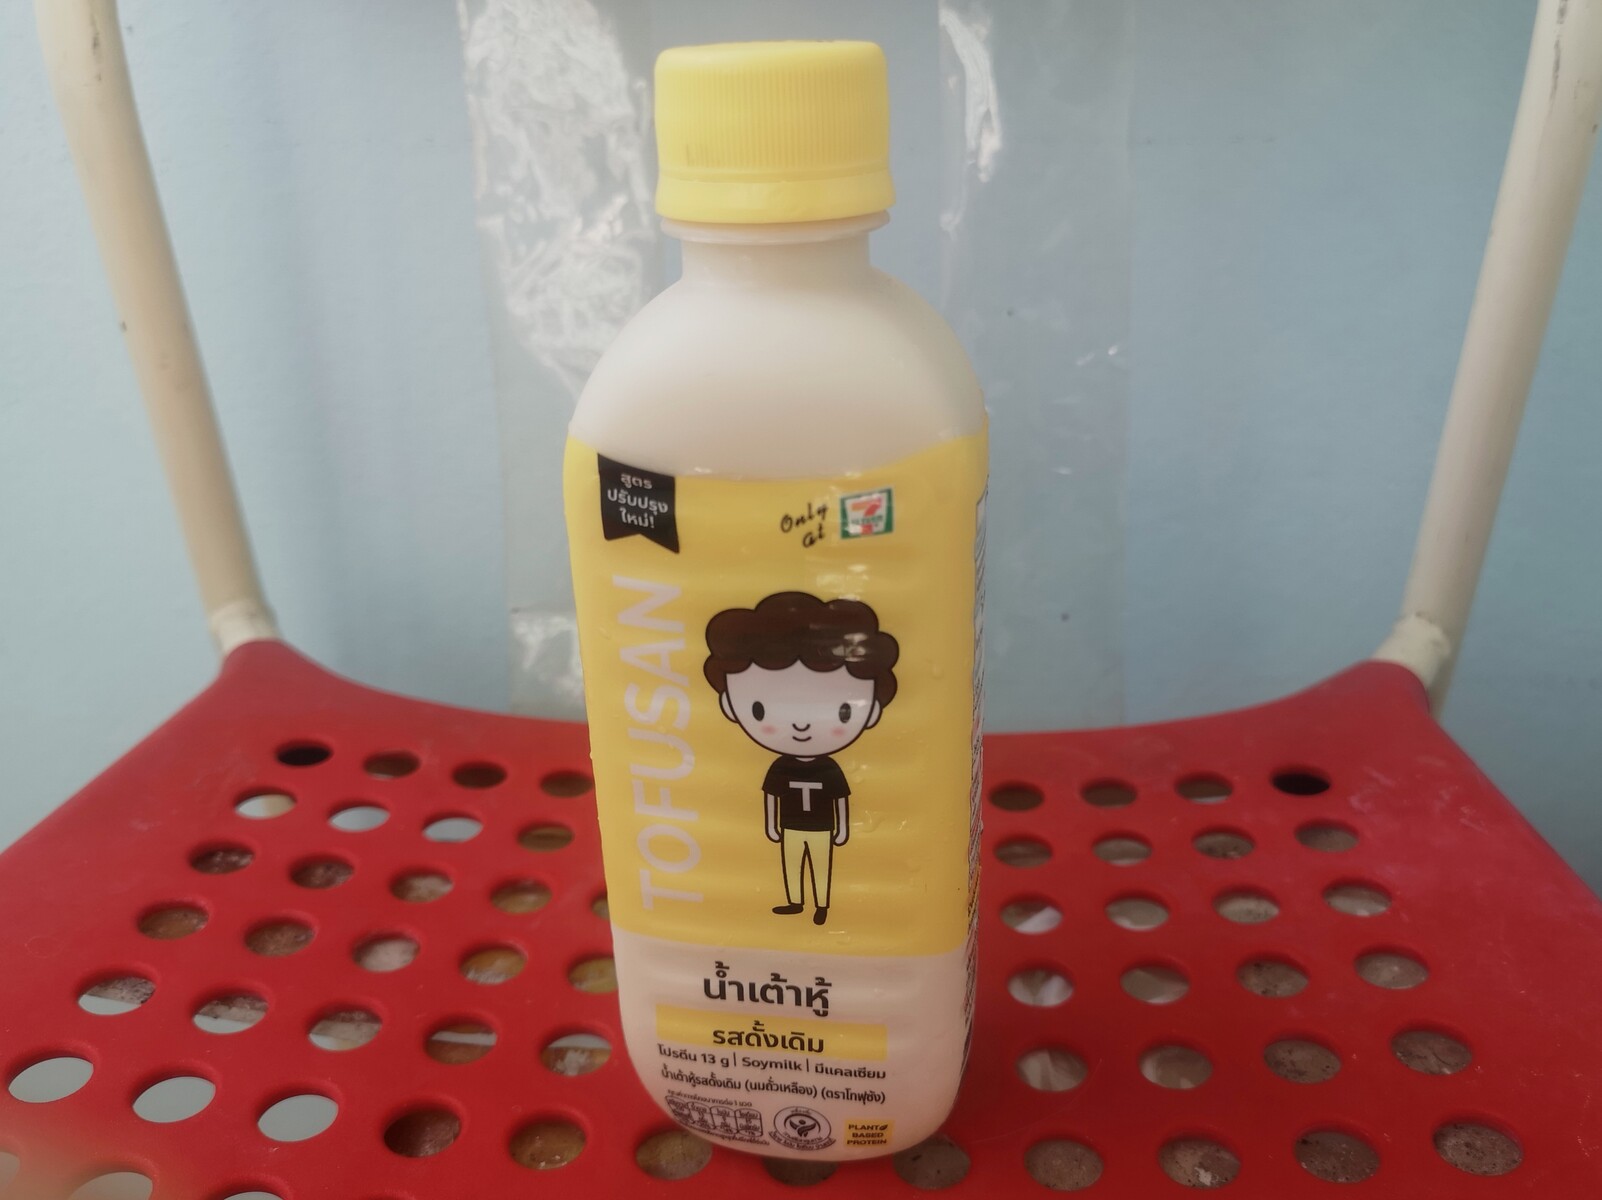 สูตร
ปรับปรุง
ใหม่!
Only
at
TOFUSAN
T
น้ำเต้าหู้
รสดั้งเดิม
โปรตีน 13 g | Soymilk | มีแคลเซียม
น้ำเต้าหู้รสดั้งเดิม (นมถั่วเหลือง) (ตราโทฟุซัง)
PLANT
BASED
PROTEIN